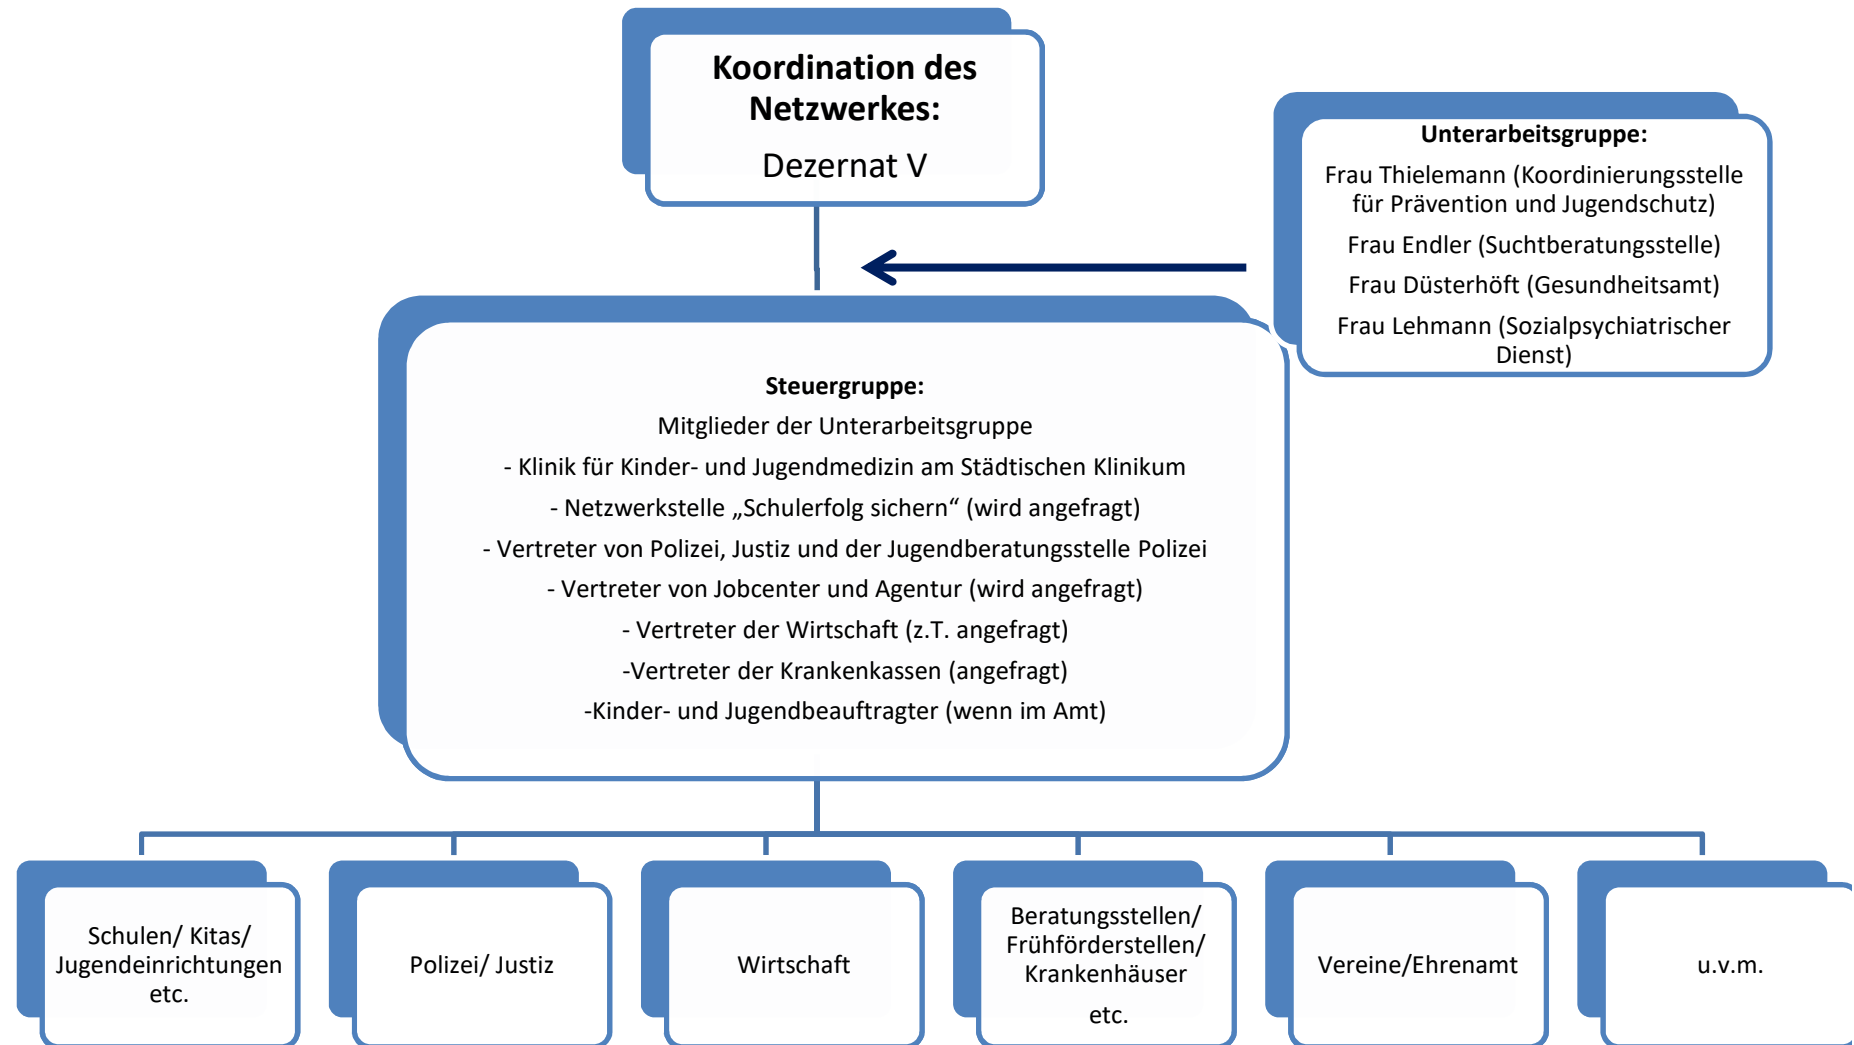 Koordination des
Netzwerkes:
Dezernat V
Unterarbeitsgruppe:
Frau Thielemann (Koordinierungsstelle
für Prävention und Jugendschutz)
Frau Endler (Suchtberatungsstelle)
Frau Düsterhöft (Gesundheitsamt)
Frau Lehmann (Sozialpsychiatrischer
Dienst)
Steuergruppe:
Mitglieder der Unterarbeitsgruppe
- Klinik für Kinder- und Jugendmedizin am Städtischen Klinikum
- Netzwerkstelle „Schulerfolg sichern“ (wird angefragt)
- Vertreter von Polizei, Justiz und der Jugendberatungsstelle Polizei
- Vertreter von Jobcenter und Agentur (wird angefragt)
- Vertreter der Wirtschaft (z.T. angefragt)
-Vertreter der Krankenkassen (angefragt)
-Kinder- und Jugendbeauftragter (wenn im Amt)
Schulen/ Kitas/
Jugendeinrichtungen
etc.
Polizei/ Justiz
Wirtschaft
Beratungsstellen/
Frühförderstellen/
Krankenhäuser
etc.
Vereine/Ehrenamt
u.v.m.